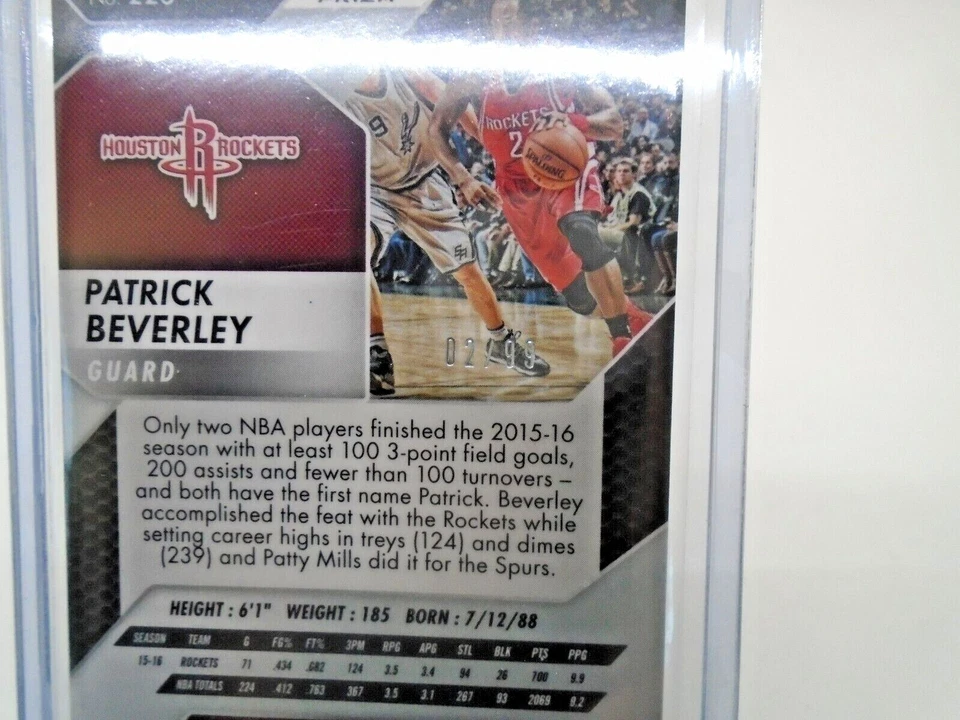 No. 226
PRIZM
HOUSTON ROCKETS
9
ROCKETS
2
SPALDING
PATRICK
BEVERLEY
GUARD
02/99
Only two NBA players finished the 2015-16
season with at least 100 3-point field goals,
200 assists and fewer than 100 turnovers –
and both have the first name Patrick. Beverley
accomplished the feat with the Rockets while
setting career highs in treys (124) and dimes
(239) and Patty Mills did it for the Spurs.
HEIGHT : 6'1" WEIGHT : 185 BORN : 7/12/88
SEASON TEAM G FG% FT% 3PM RPG APG STL BLK PTS PPG
15-16 ROCKETS 71 .434 .682 124 3.5 3.4 94 26 700 9.9
NBA TOTALS 224 .412 .763 367 3.5 3.1 267 93 2069 9.2